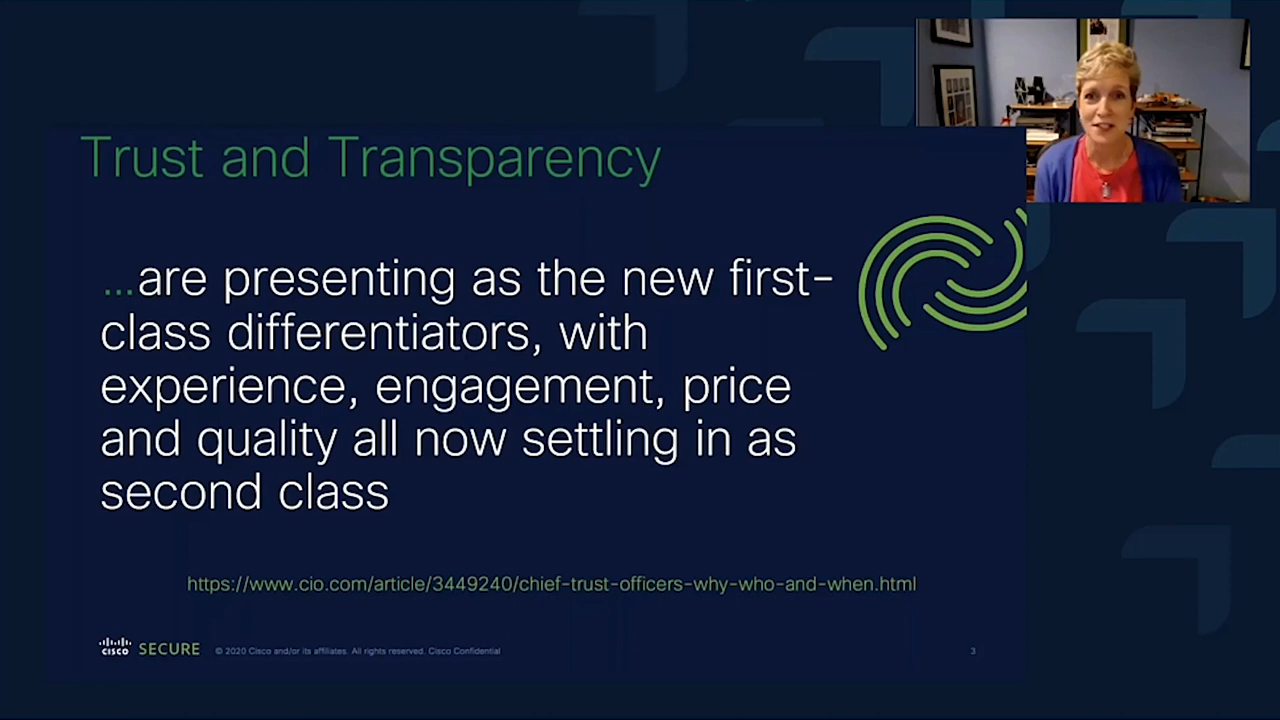 Trust and Transparency
...are presenting as the new first-
class differentiators, with
experience, engagement, price
and quality all now settling in as
second class
https://www.cio.com/article/3449240/chief-trust-officers-why-who-and-when.html
cisco SECURE © 2020 Cisco and/or its affiliates. All rights reserved. Cisco Confidential 3